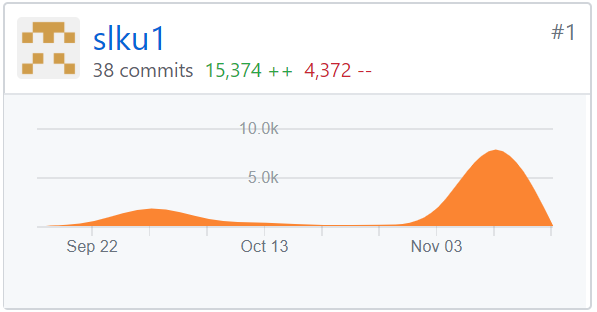 slku1
#1
38 commits 15,374 ++ 4,372 --
10.0k
5.0k
Sep 22 Oct 13 Nov 03